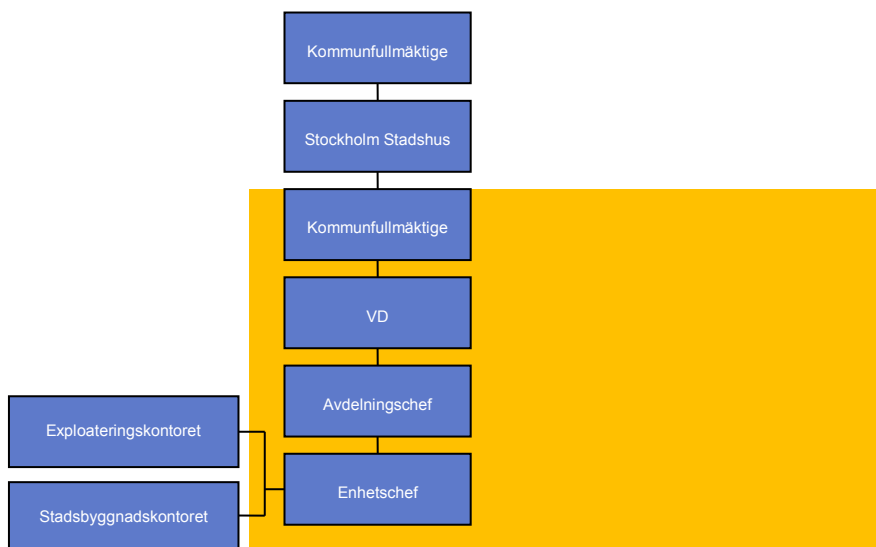 Kommunfullmäktige
Stockholm Stadshus
Kommunfullmäktige
VD
Avdelningschef
Exploateringskontoret
Enhetschef
Stadsbyggnadskontoret